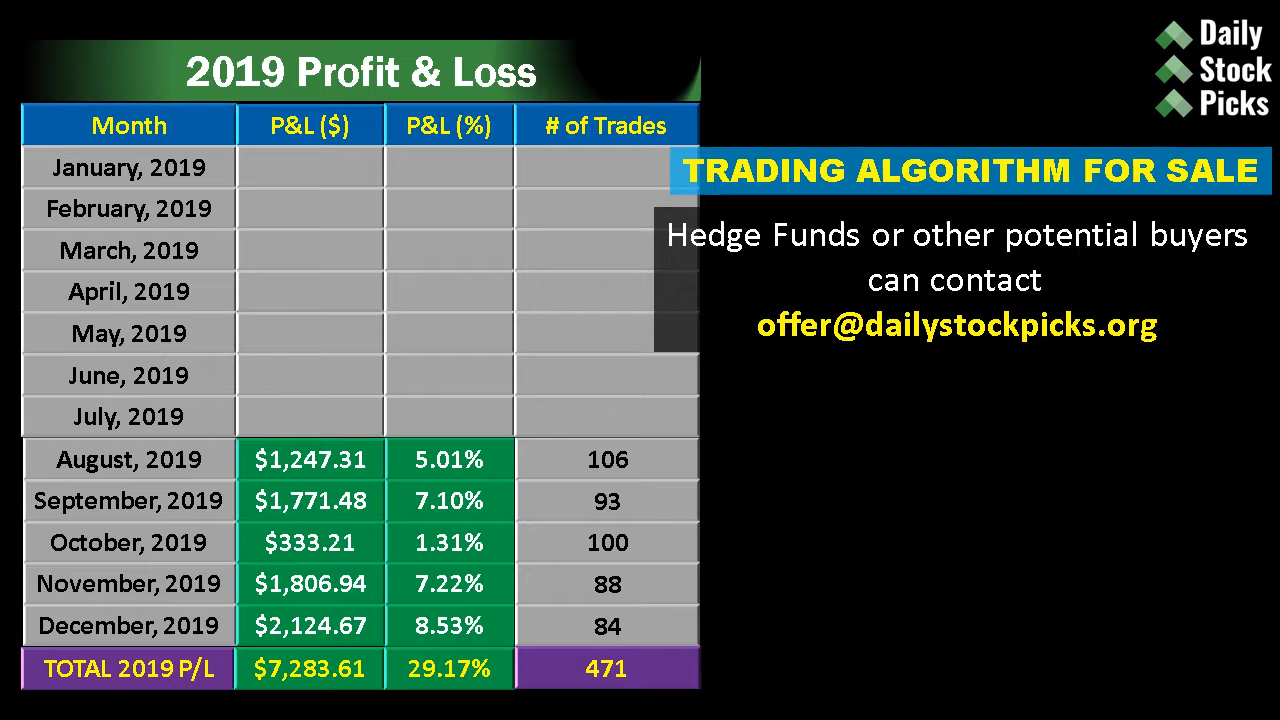 2019 Profit & Loss
Daily
Stock
Picks
Month P&L ($) P&L (%) # of Trades
January, 2019
TRADING ALGORITHM FOR SALE
February, 2019
Hedge Funds or other potential buyers
can contact
offer@dailystockpicks.org
March, 2019
April, 2019
May, 2019
June, 2019
July, 2019
August, 2019 $1,247.31 5.01% 106
September, 2019 $1,771.48 7.10% 93
October, 2019 $333.21 1.31% 100
November, 2019 $1,806.94 7.22% 88
December, 2019 $2,124.67 8.53% 84
TOTAL 2019 P/L $7,283.61 29.17% 471